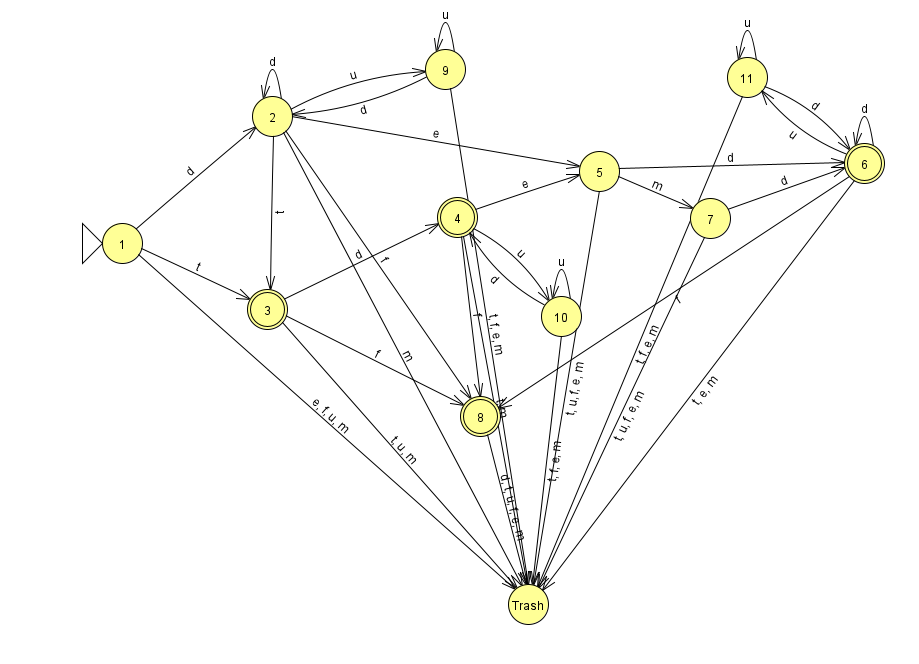 u
u
11
9
d
u
d
d
d
2
u
e
d
6
5
d
e
m
d
4
7
t
1
u
t
d
f
d
u
3
10
f
t, f, e, m
f
t, f, e, m
m
f
8
t, u, f, e, m
t, e, m
e, f, u, m
t, u, f, e, m
t, u, m
t, f, e, m
d, t, u, f, e, m
Trash